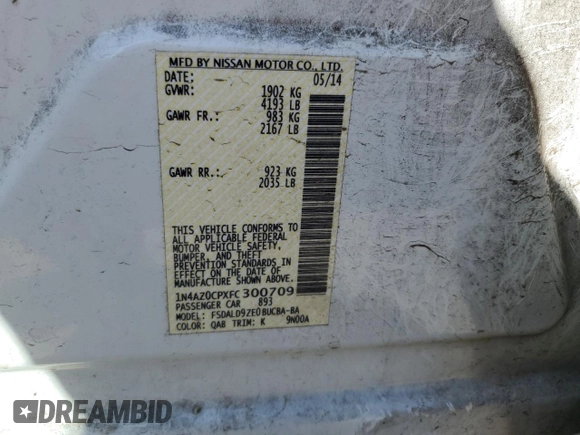 MFD BY NISSAN MOTOR CO., LTD.
DATE: 05/14
GVWR: 1902 KG
4193 LB
GAWR FR.: 983 KG
2167 LB
GAWR RR.: 923 KG
2035 LB
THIS VEHICLE CONFORMS TO
ALL APPLICABLE FEDERAL
MOTOR VEHICLE SAFETY,
BUMPER, AND THEFT
PREVENTION STANDARDS IN
EFFECT ON THE DATE OF
MANUFACTURE SHOWN ABOVE.
1N4AZ0CPXFC300709
PASSENGER CAR 893
MODEL: FSDALD9ZE0BUCBA-BA
COLOR: QAB TRIM: K 9N00A
DREAMBID